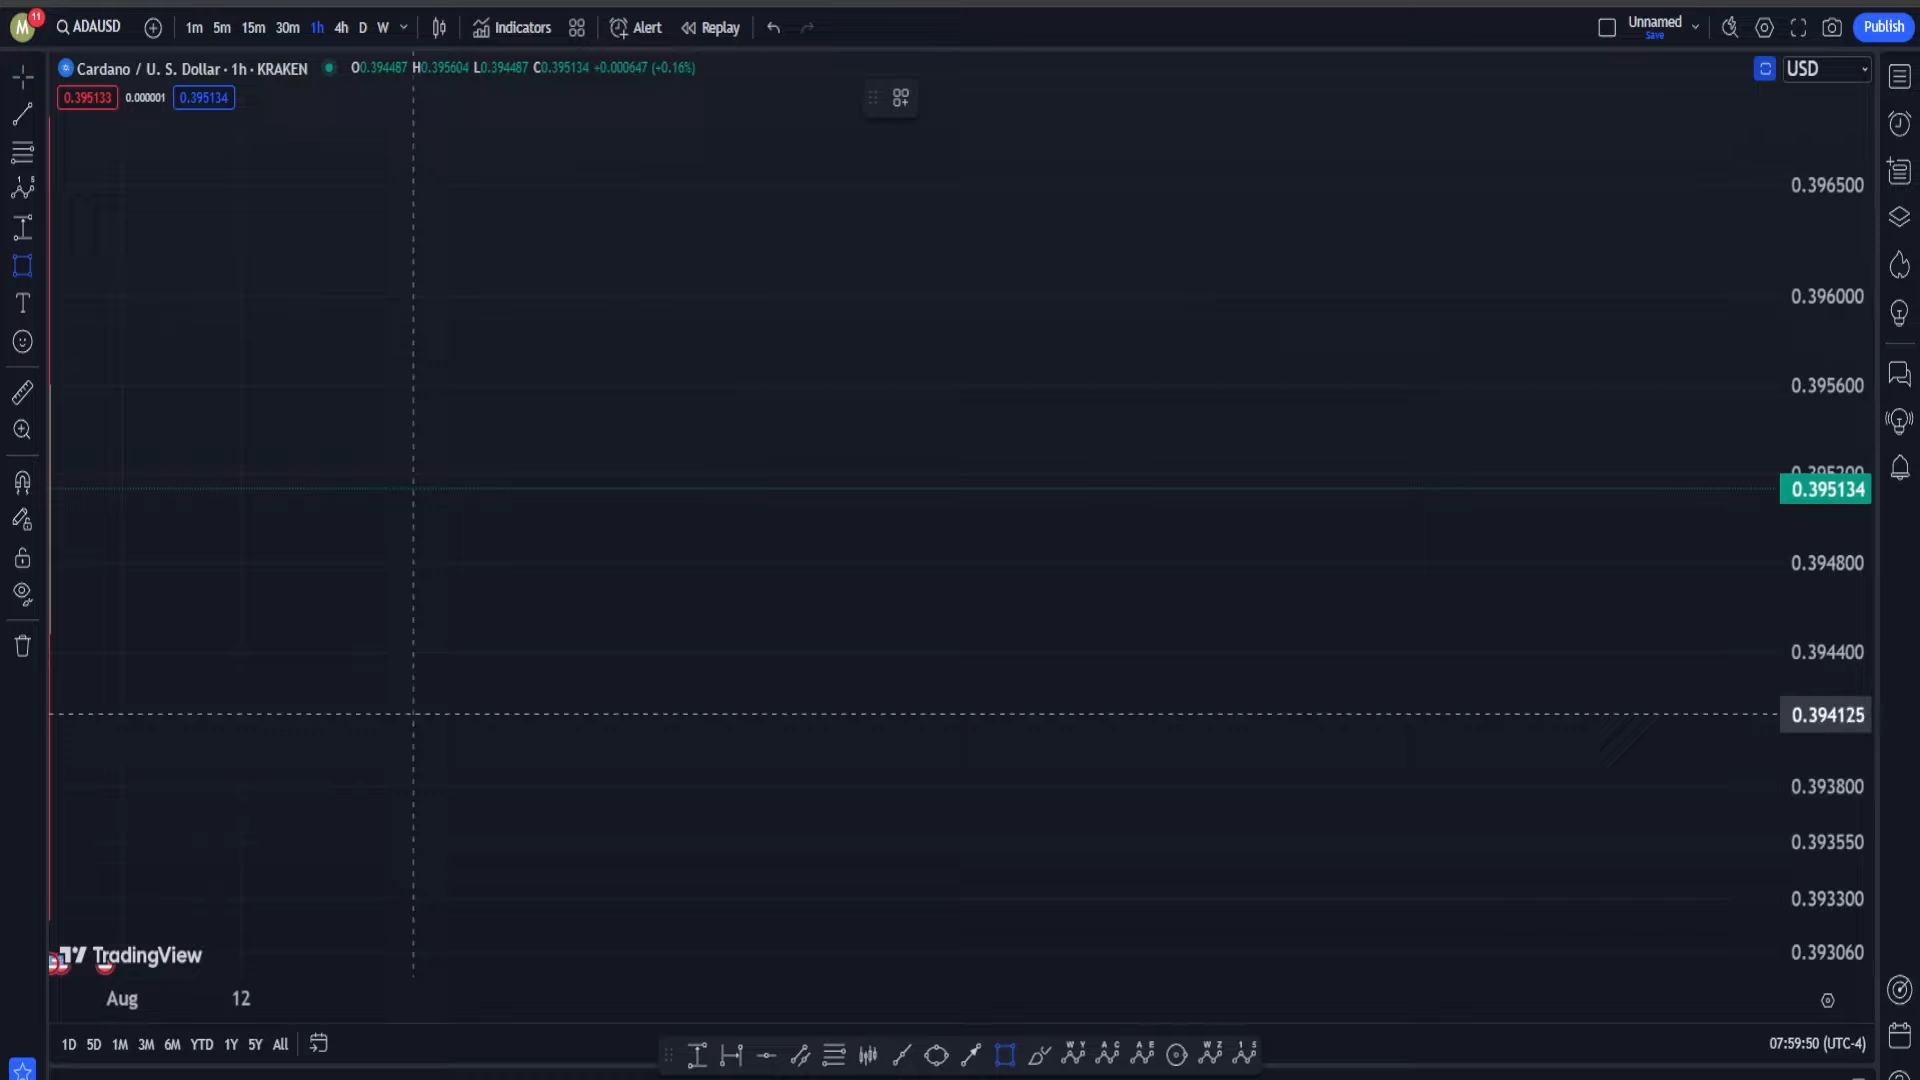 M 11 ADAUSD 1m 5m 15m 30m 1h 4h D W Indicators Alert Replay Unnamed Save Publish
Cardano / U. S. Dollar · 1h · KRAKEN O0.394487 H0.395604 L0.394487 C0.395134 +0.000647 (+0.16%) USD
0.395133 0.000001 0.395134
0.396500
0.396000
0.395600
0.395200
0.395134
0.394800
0.394400
0.394125
0.393800
0.393550
0.393300
0.393060
TradingView
Aug 12
1D 5D 1M 3M 6M YTD 1Y 5Y All 07:59:50 (UTC-4)